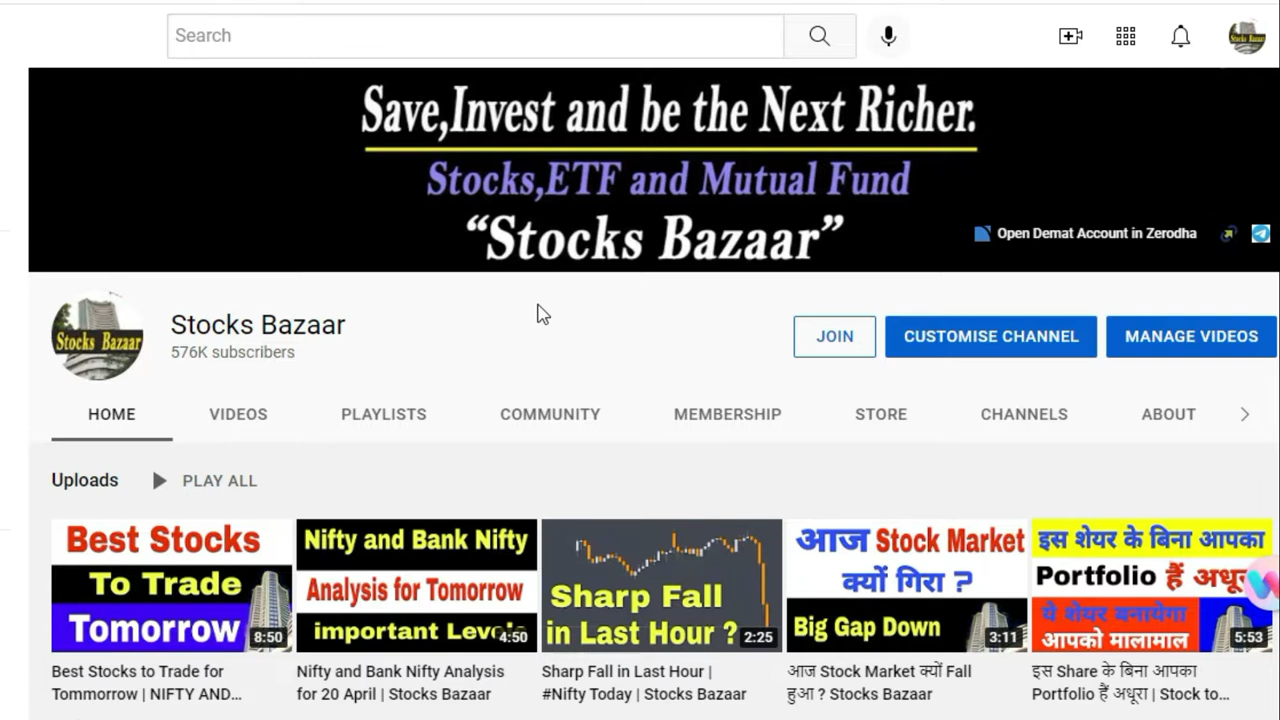 Search
Stocks Bazaar
Save,Invest and be the Next Richer.
Stocks,ETF and Mutual Fund
“Stocks Bazaar”
Open Demat Account in Zerodha
Stocks Bazaar
Stocks Bazaar
576K subscribers
JOIN
CUSTOMISE CHANNEL
MANAGE VIDEOS
HOME
VIDEOS
PLAYLISTS
COMMUNITY
MEMBERSHIP
STORE
CHANNELS
ABOUT
Uploads
PLAY ALL
Best Stocks
To Trade
Tomorrow
8:50
Best Stocks to Trade for
Tommorrow | NIFTY AND...
Nifty and Bank Nifty
Analysis for Tomorrow
important
4:50
Nifty and Bank Nifty Analysis
for 20 April | Stocks Bazaar
Sharp Fall
in Last Hour ?
2:25
Sharp Fall in Last Hour |
#Nifty Today | Stocks Bazaar
आज Stock Market
क्यों गिरा ?
Big Gap Down
3:11
आज Stock Market क्यों Fall
हुआ ? Stocks Bazaar
इस शेयर के बिना आपका
Portfolio हैं
ये शेयर बनायेगा
आपको मालामाल
5:53
इस Share के बिना आपका
Portfolio हैं अधूरा | Stock to...